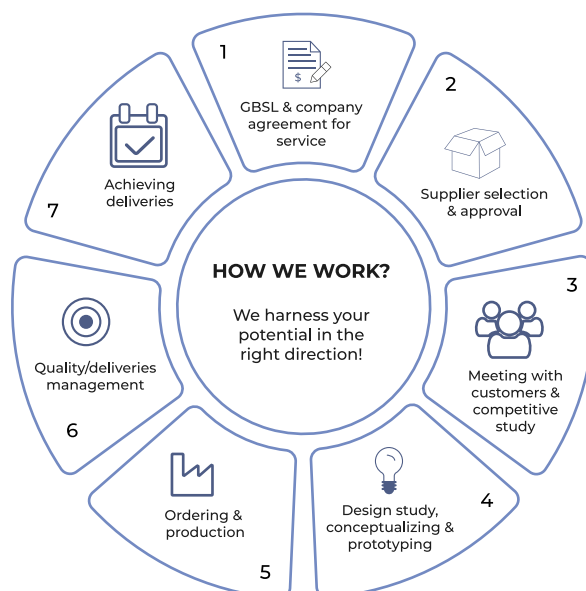 1
$
GBSL & company
agreement for
service
2
Supplier selection
& approval
3
Meeting with
customers &
competitive
study
4
Design study,
conceptualizing &
prototyping
5
Ordering &
production
6
Quality/deliveries
management
7
Achieving
deliveries
HOW WE WORK?
We harness your
potential in the
right direction!